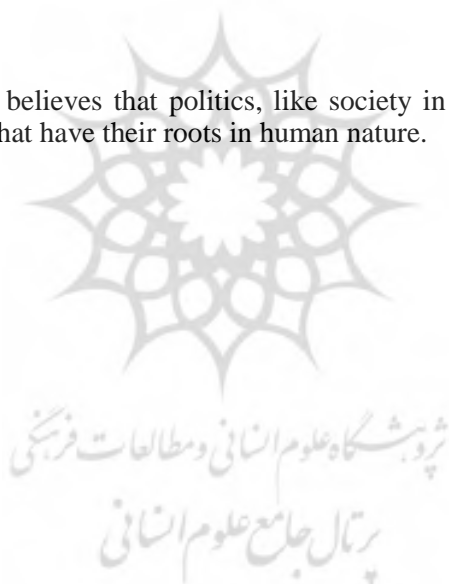 believes that politics, like society in
hat have their roots in human nature.
پژوهشگاه علوم انسانی و مطالعات فرهنگی
پرتال جامع علوم انسانی